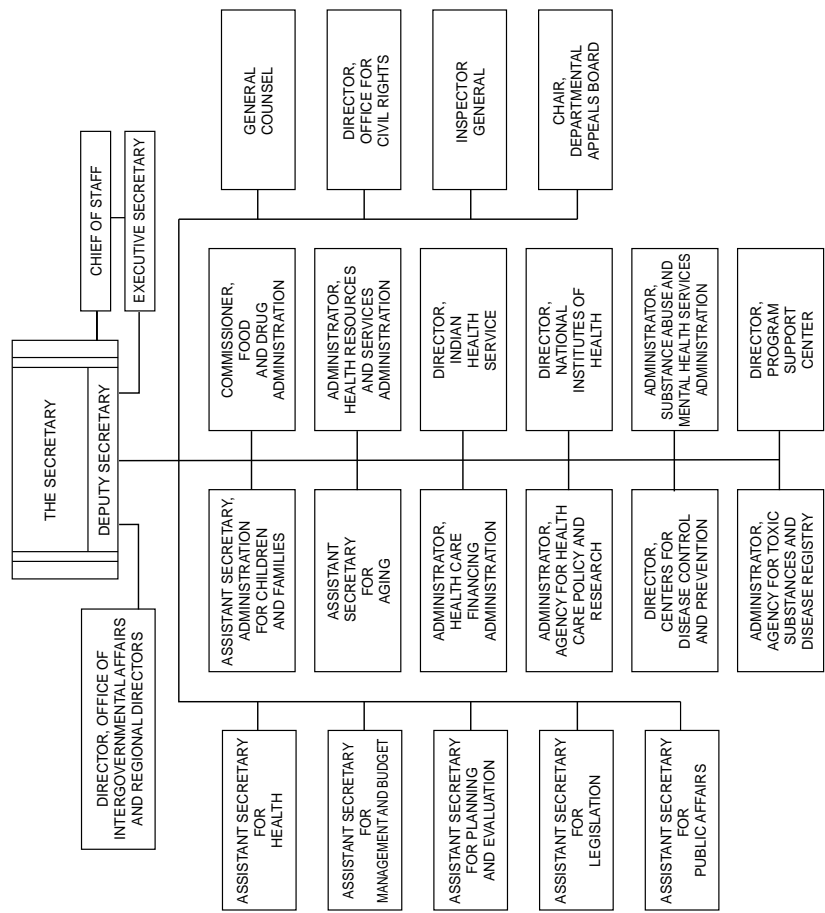 THE SECRETARY
DEPUTY SECRETARY
CHIEF OF STAFF
EXECUTIVE SECRETARY
DIRECTOR, OFFICE OF
INTERGOVERNMENTAL AFFAIRS
AND REGIONAL DIRECTORS
ASSISTANT SECRETARY
FOR
HEALTH
ASSISTANT SECRETARY
FOR
MANAGEMENT AND BUDGET
ASSISTANT SECRETARY
FOR PLANNING
AND EVALUATION
ASSISTANT SECRETARY
FOR
LEGISLATION
ASSISTANT SECRETARY
FOR
PUBLIC AFFAIRS
ASSISTANT SECRETARY,
ADMINISTRATION
FOR CHILDREN
AND FAMILIES
ASSISTANT
SECRETARY
FOR
AGING
ADMINISTRATOR,
HEALTH CARE
FINANCING
ADMINISTRATION
ADMINISTRATOR,
AGENCY FOR HEALTH
CARE POLICY AND
RESEARCH
DIRECTOR,
CENTERS FOR
DISEASE CONTROL
AND PREVENTION
ADMINISTRATOR,
AGENCY FOR TOXIC
SUBSTANCES AND
DISEASE REGISTRY
COMMISSIONER,
FOOD
AND DRUG
ADMINISTRATION
ADMINISTRATOR,
HEALTH RESOURCES
AND SERVICES
ADMINISTRATION
DIRECTOR,
INDIAN
HEALTH
SERVICE
DIRECTOR,
NATIONAL
INSTITUTES OF
HEALTH
ADMINISTRATOR,
SUBSTANCE ABUSE AND
MENTAL HEALTH SERVICES
ADMINISTRATION
DIRECTOR,
PROGRAM
SUPPORT
CENTER
GENERAL
COUNSEL
DIRECTOR,
OFFICE FOR
CIVIL RIGHTS
INSPECTOR
GENERAL
CHAIR,
DEPARTMENTAL
APPEALS BOARD